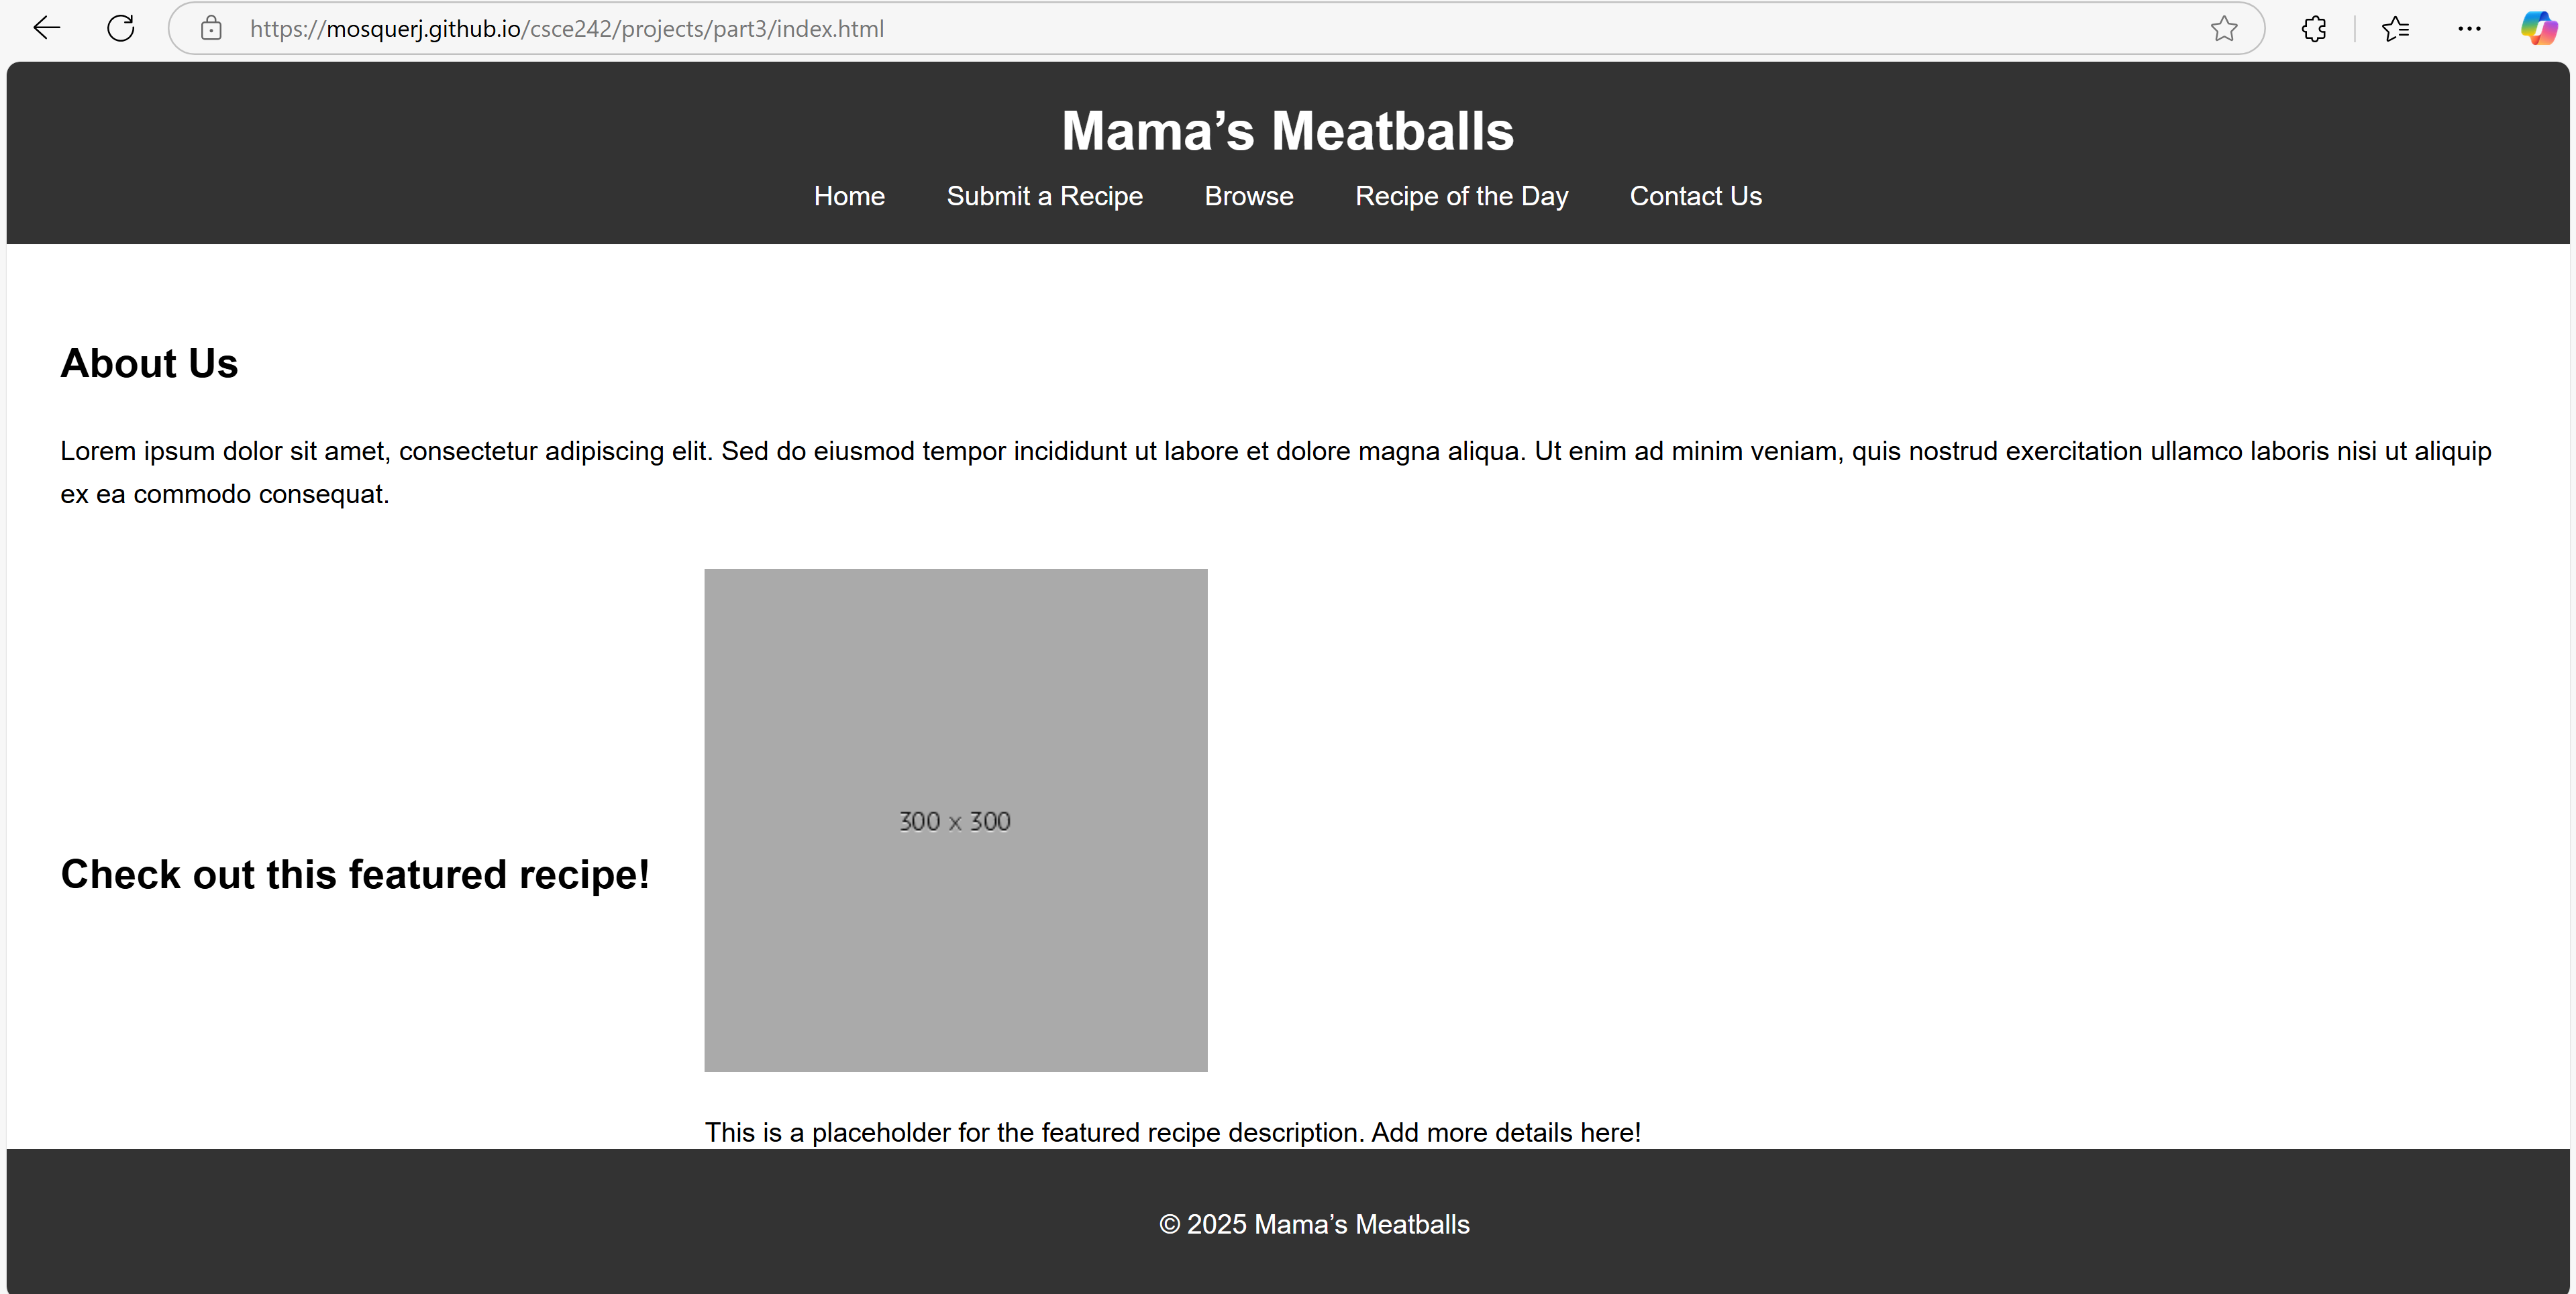 https://mosquerj.github.io/csce242/projects/part3/index.html
Mama’s Meatballs
Home Submit a Recipe Browse Recipe of the Day Contact Us
About Us
Lorem ipsum dolor sit amet, consectetur adipiscing elit. Sed do eiusmod tempor incididunt ut labore et dolore magna aliqua. Ut enim ad minim veniam, quis nostrud exercitation ullamco laboris nisi ut aliquip
ex ea commodo consequat.
300 x 300
Check out this featured recipe!
This is a placeholder for the featured recipe description. Add more details here!
© 2025 Mama’s Meatballs